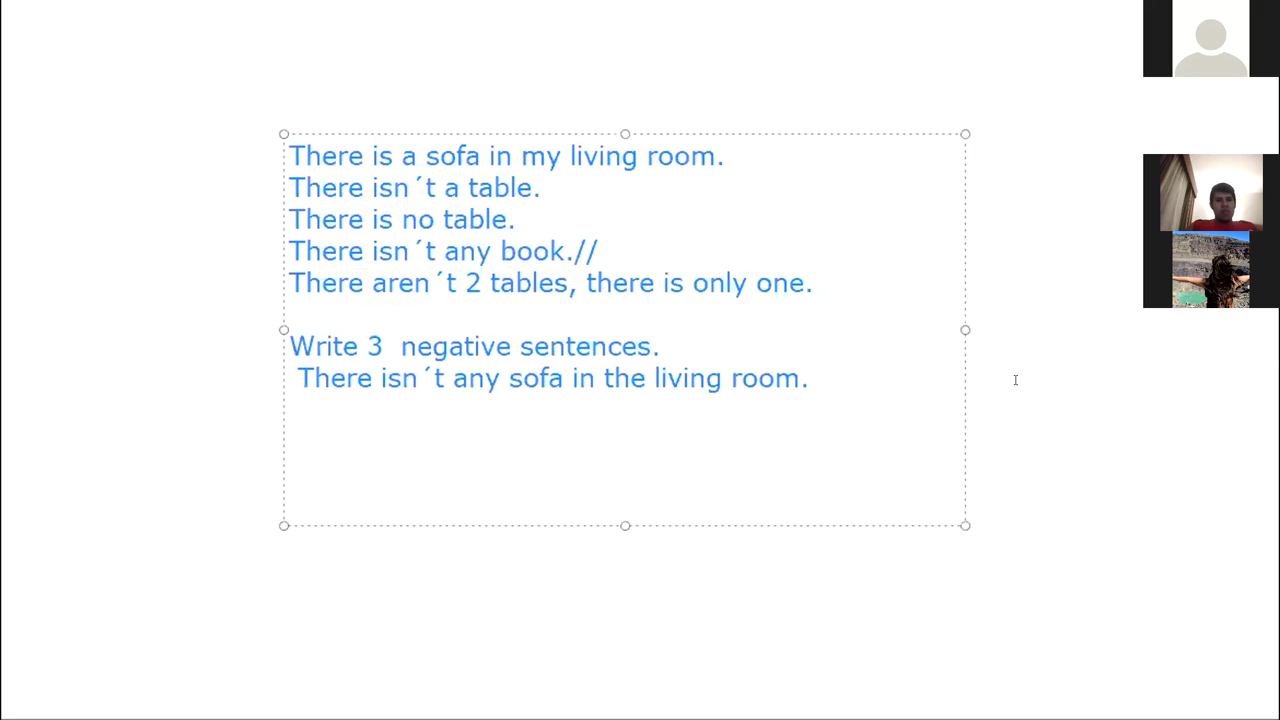 There is a sofa in my living room.
There isn´t a table.
There is no table.
There isn´t any book.//
There aren´t 2 tables, there is only one.
Write 3  negative sentences.
There isn´t any sofa in the living room.